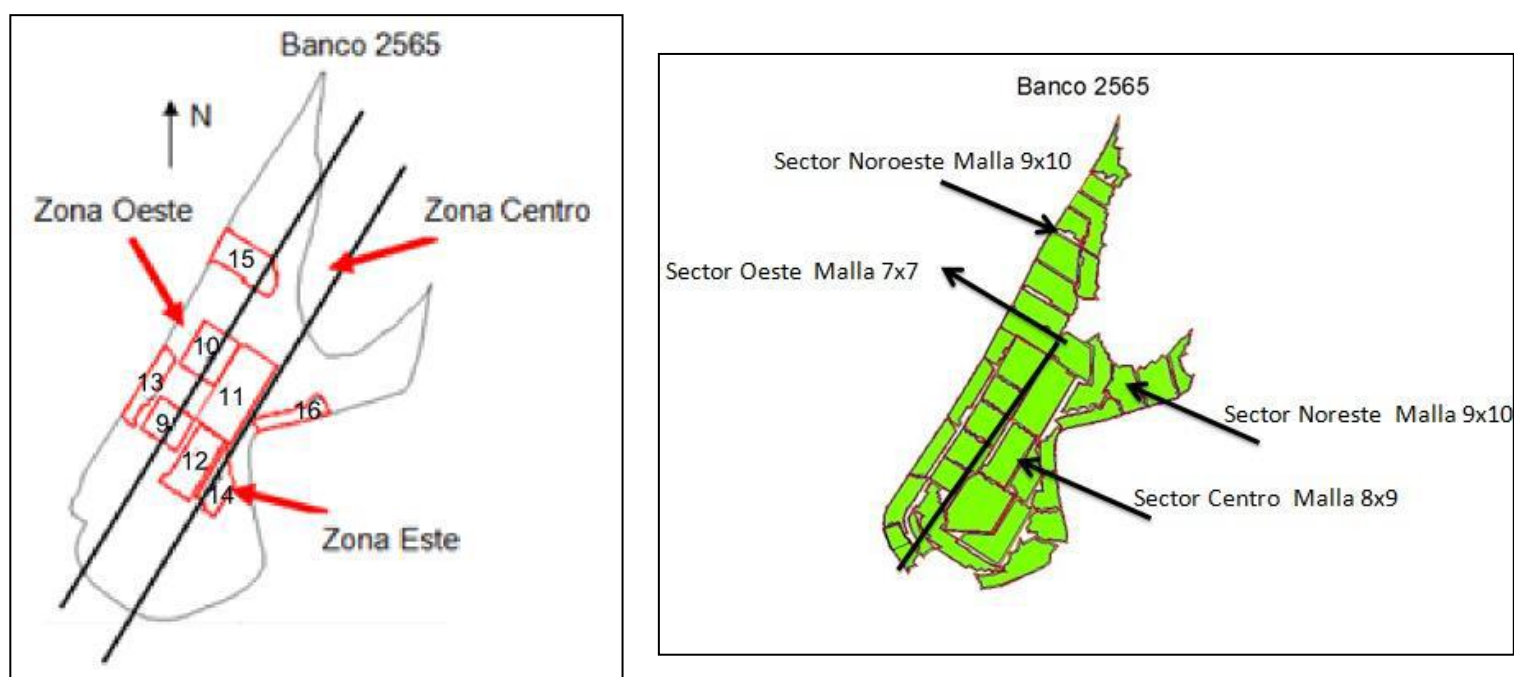 Banco 2565
N
Zona Oeste
Zona Centro
15
10
13
11
9
16
12
14
Zona Este
Banco 2565
Sector Noroeste Malla 9x10
Sector Oeste Malla 7x7
Sector Noreste Malla 9x10
Sector Centro Malla 8x9